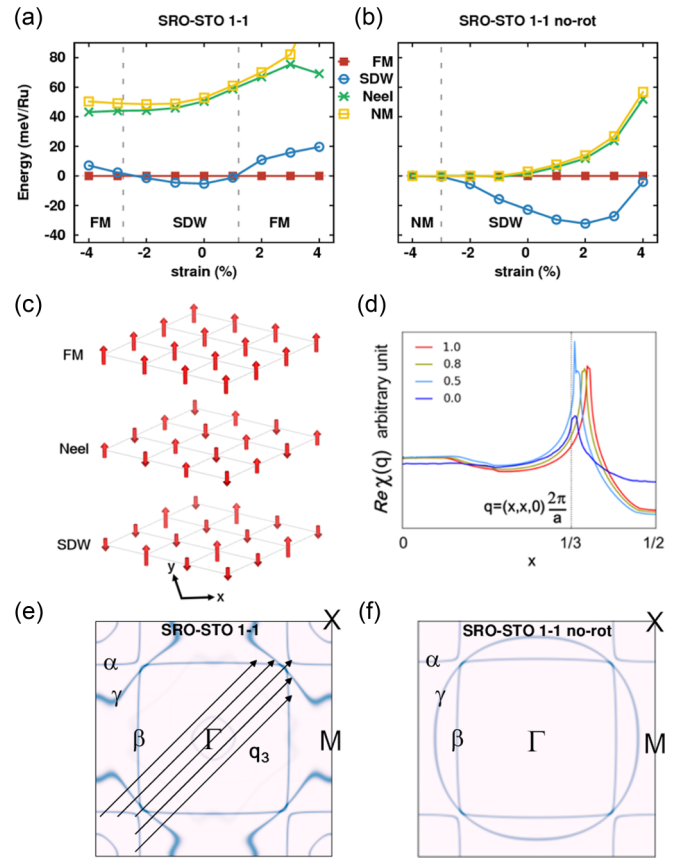 (a)
SRO-STO 1-1
80
60
40
20
0
-20
-40
Energy (meV/Ru)
FM
SDW
FM
-4
-2
0
2
4
strain (%)
(b)
SRO-STO 1-1 no-rot
FM
SDW
Neel
NM
NM
SDW
-4
-2
0
2
4
strain (%)
(c)
FM
Neel
SDW
y
x
(d)
Re χ(q) arbitrary unit
1.0
0.8
0.5
0.0
q=(x,x,0) 2π/a
0
1/3
1/2
x
(e)
SRO-STO 1-1
X
α
γ
β
Γ
M
q3
(f)
SRO-STO 1-1 no-rot
X
α
γ
β
Γ
M